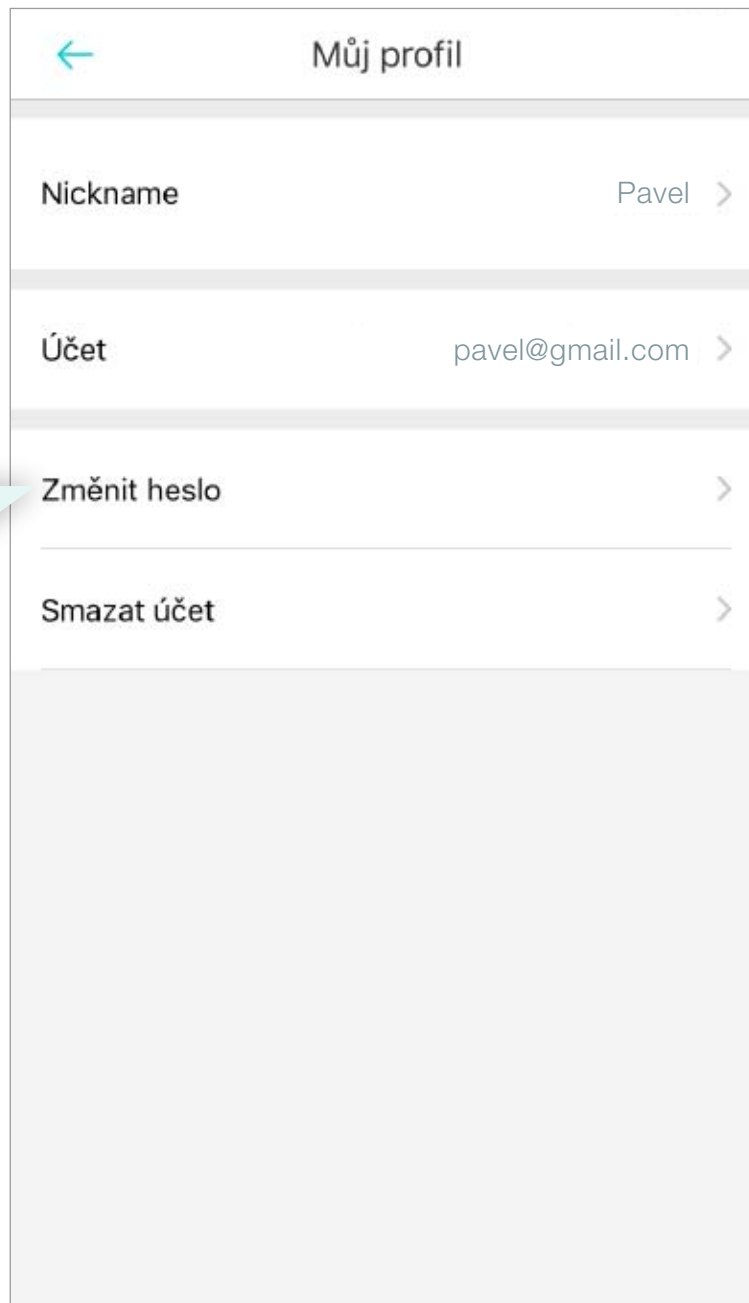 Můj profil
Nickname Pavel
Účet pavel@gmail.com
Změnit heslo
Smazat účet